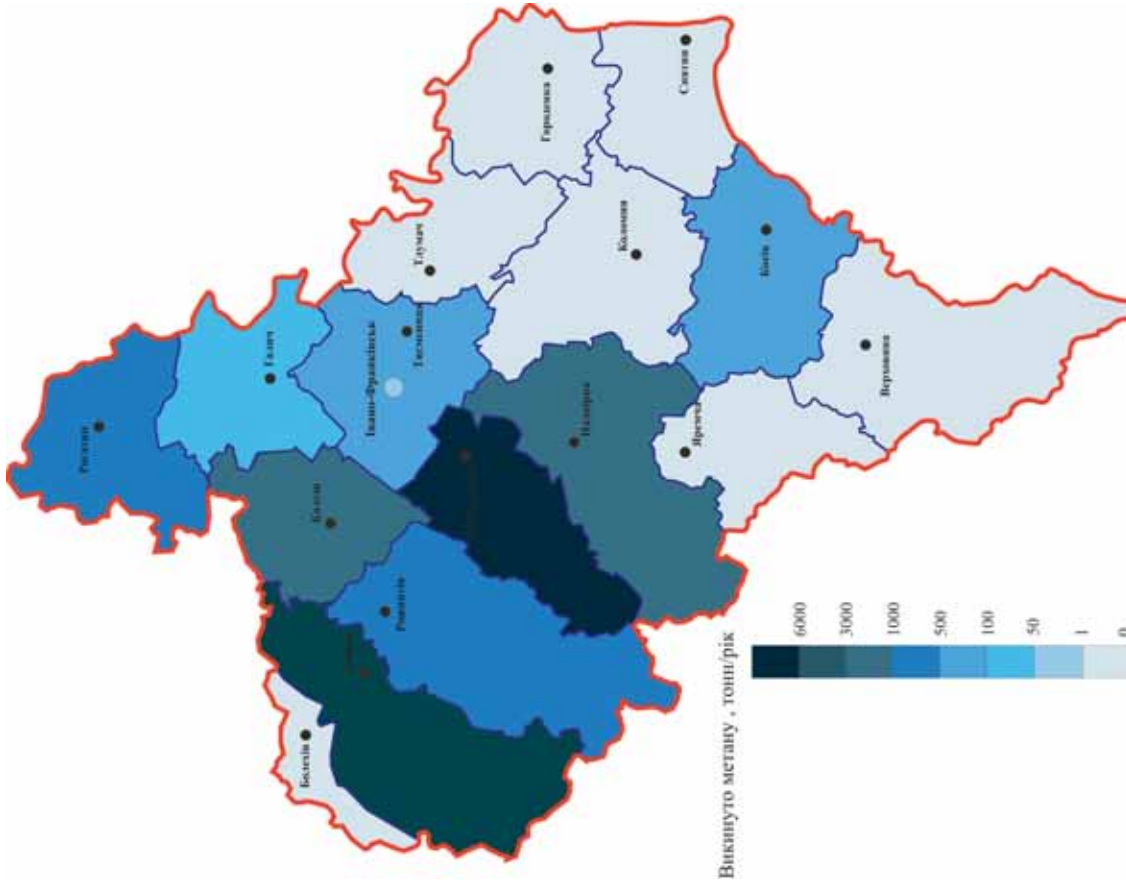 Рогатин
Галич
Калуш
Івано-Франківськ
Тисмениця
Тлумач
Городенка
Снятин
Коломия
Косів
Верховина
Яремча
Надвірна
Рожнятів
Болехів
Викинуто метану , тонн/рік
6000
3000
1000
500
100
50
1
0